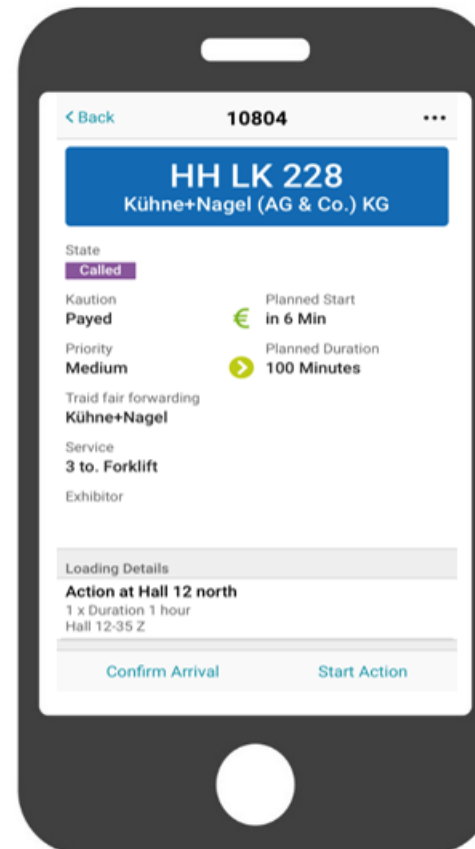 < Back 10804 •••
HH LK 228
Kühne+Nagel (AG & Co.) KG
State
Called
Kaution Planned Start
Payed € in 6 Min
Priority Planned Duration
Medium 100 Minutes
Traid fair forwarding
Kühne+Nagel
Service
3 to. Forklift
Exhibitor
Loading Details
Action at Hall 12 north
1 x Duration 1 hour
Hall 12-35 Z
Confirm Arrival Start Action